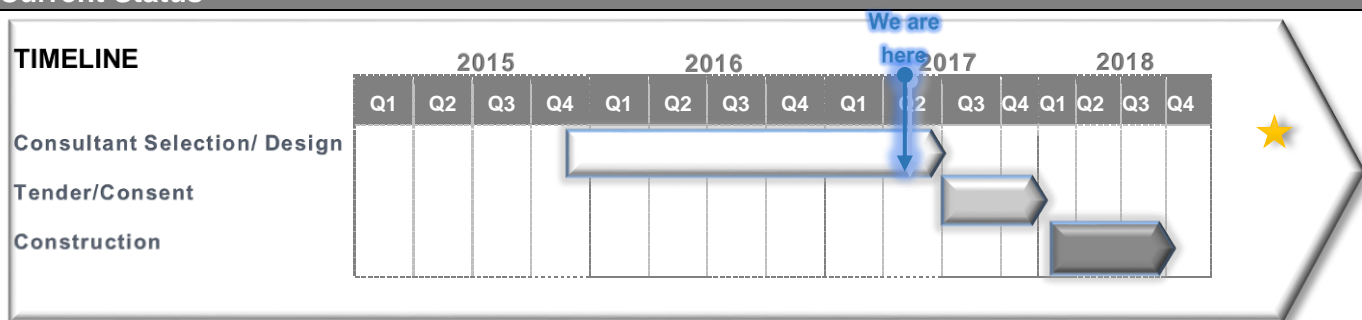 Current Status
We are
here
TIMELINE
2015 2016 2017 2018
Q1 Q2 Q3 Q4 Q1 Q2 Q3 Q4 Q1 Q2 Q3 Q4 Q1 Q2 Q3 Q4
Consultant Selection/ Design
Tender/Consent
Construction